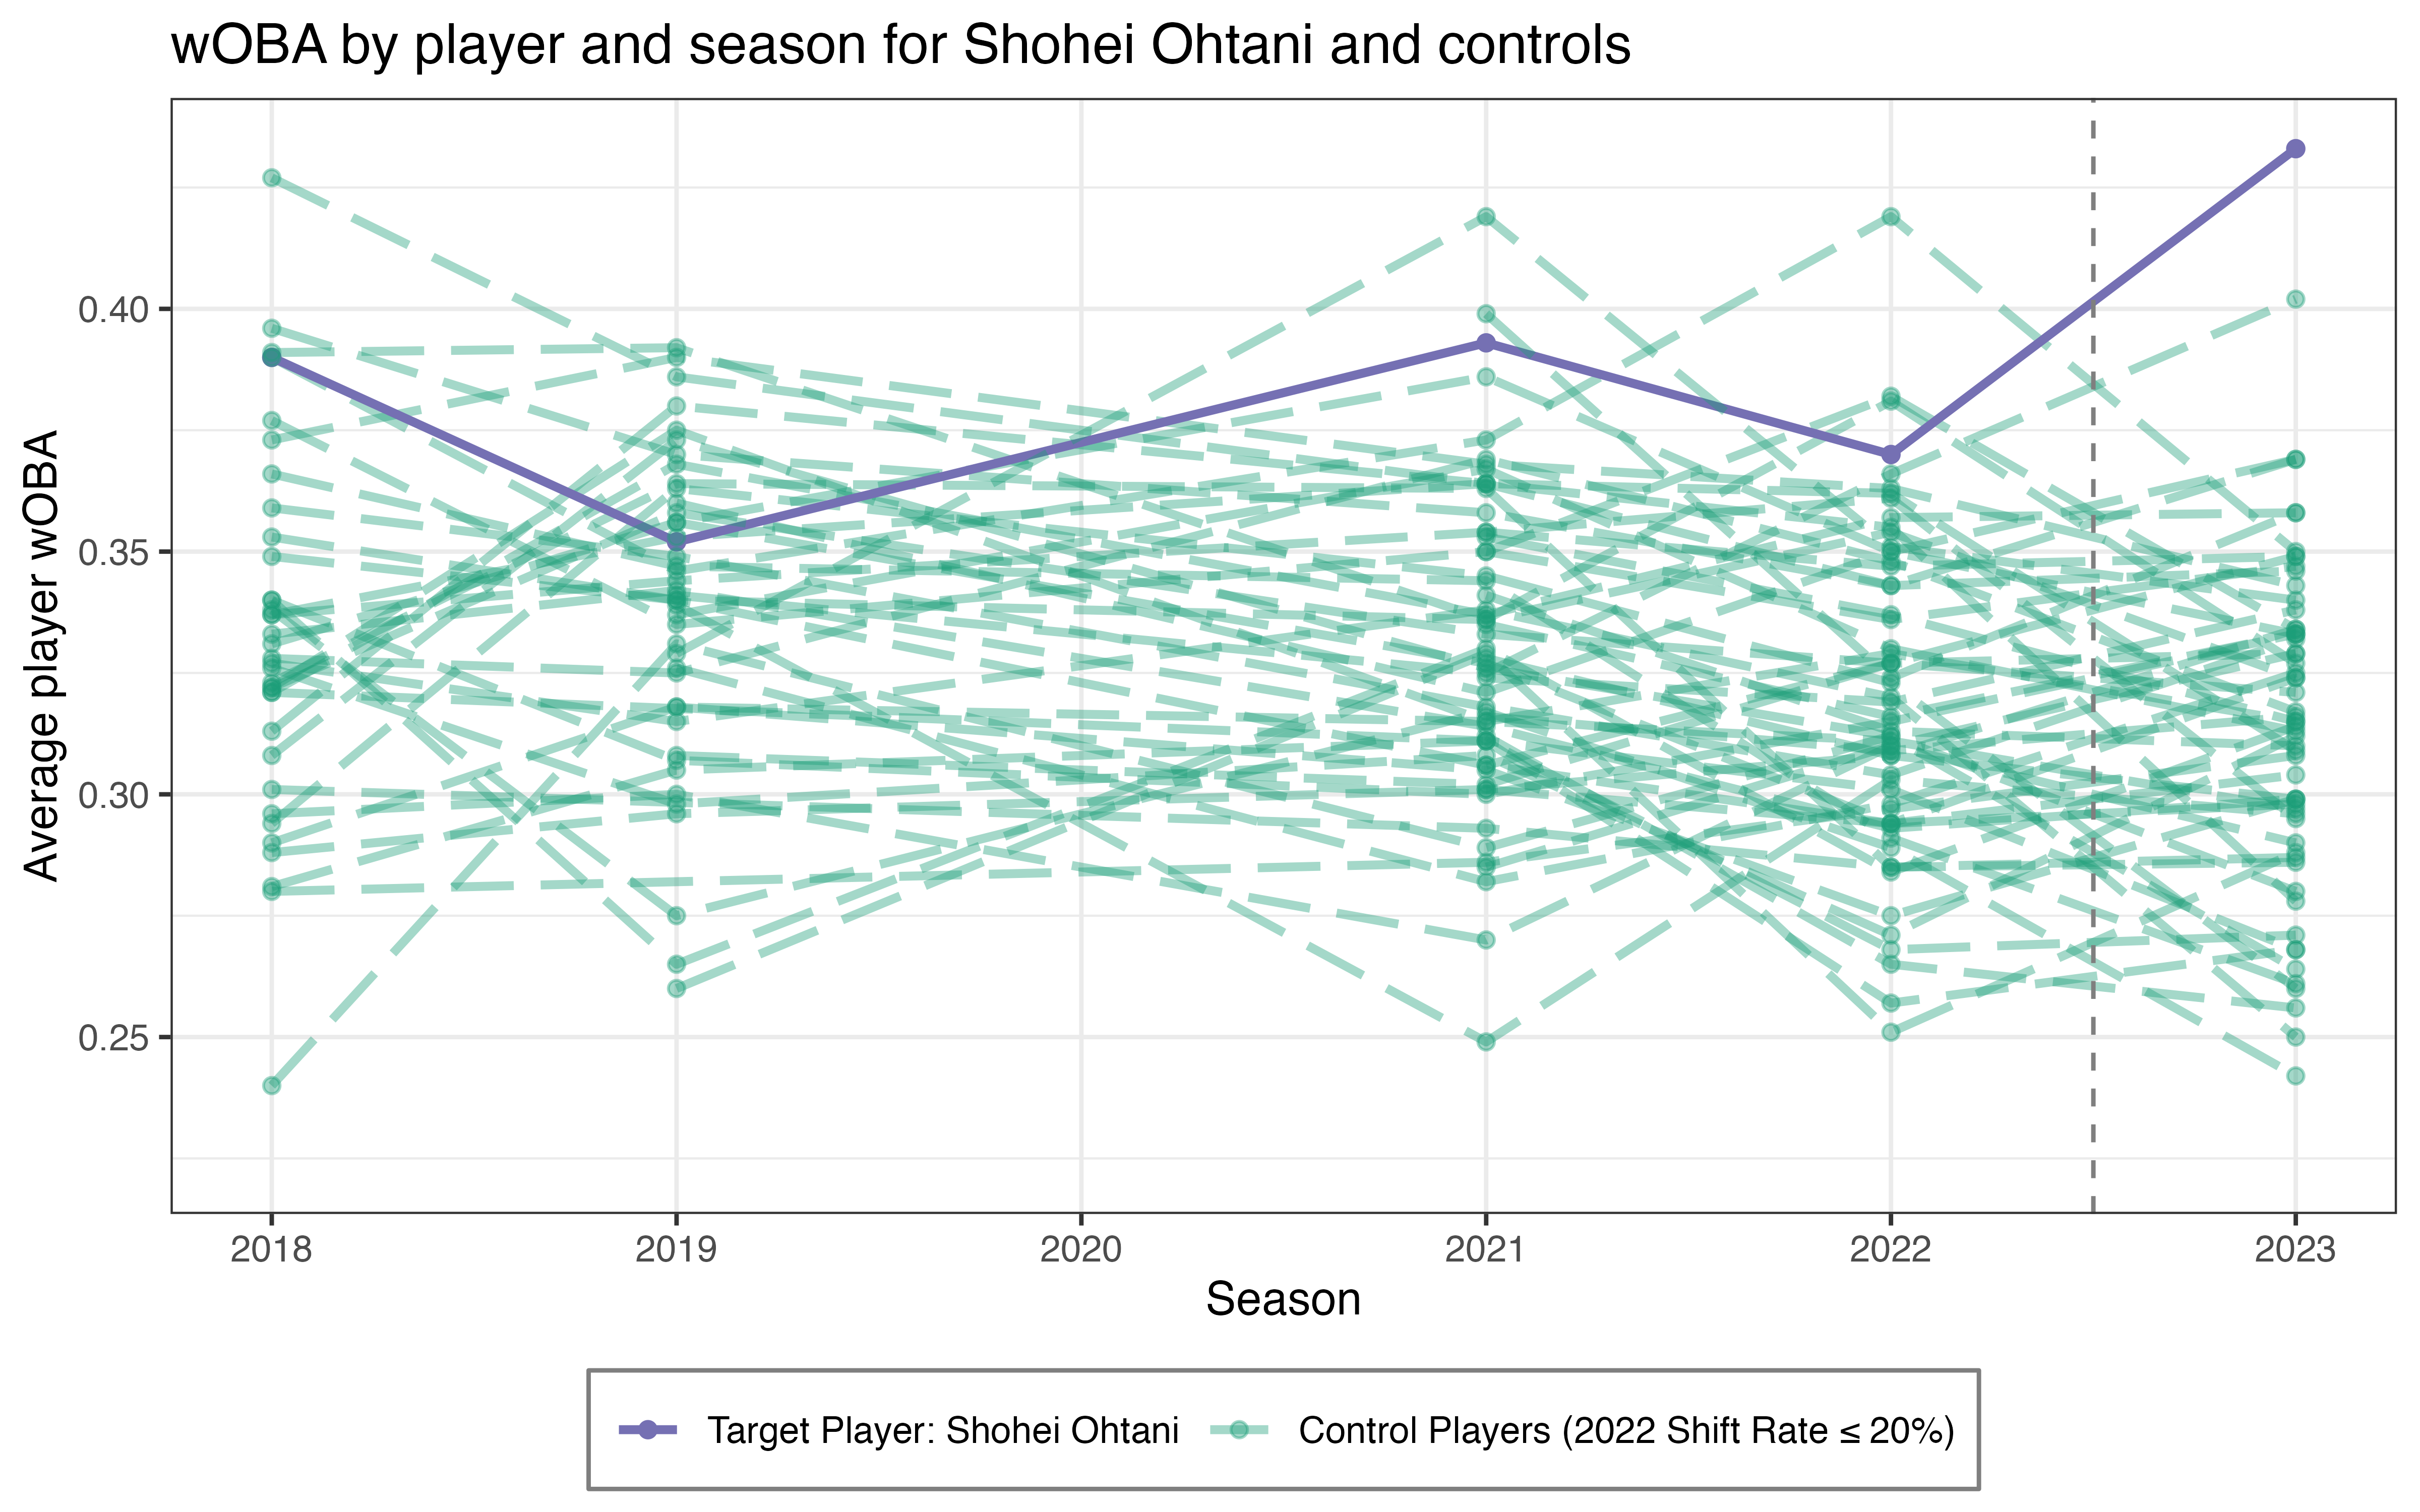 wOBA by player and season for Shohei Ohtani and controls
Average player wOBA
0.40
0.35
0.30
0.25
2018 2019 2020 2021 2022 2023
Season
Target Player: Shohei Ohtani Control Players (2022 Shift Rate ≤ 20%)